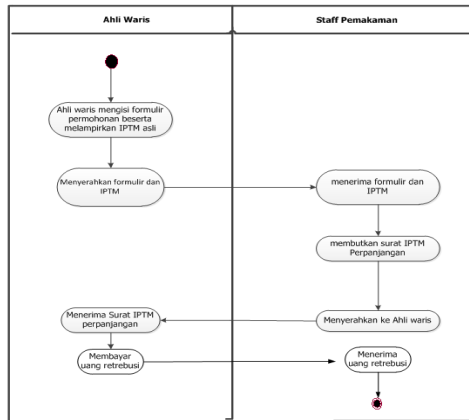 Ahli Waris
Staff Pemakaman
Ahli waris mengisi formulir
permohonan beserta
melampirkan IPTM asli
Menyerahkan formulir dan
IPTM
menerima formulir dan
IPTM
membutkan surat IPTM
Perpanjangan
Menyerahkan ke Ahli waris
Menerima Surat IPTM
perpanjangan
Membayar
uang retrebusi
Menerima
uang retrebusi